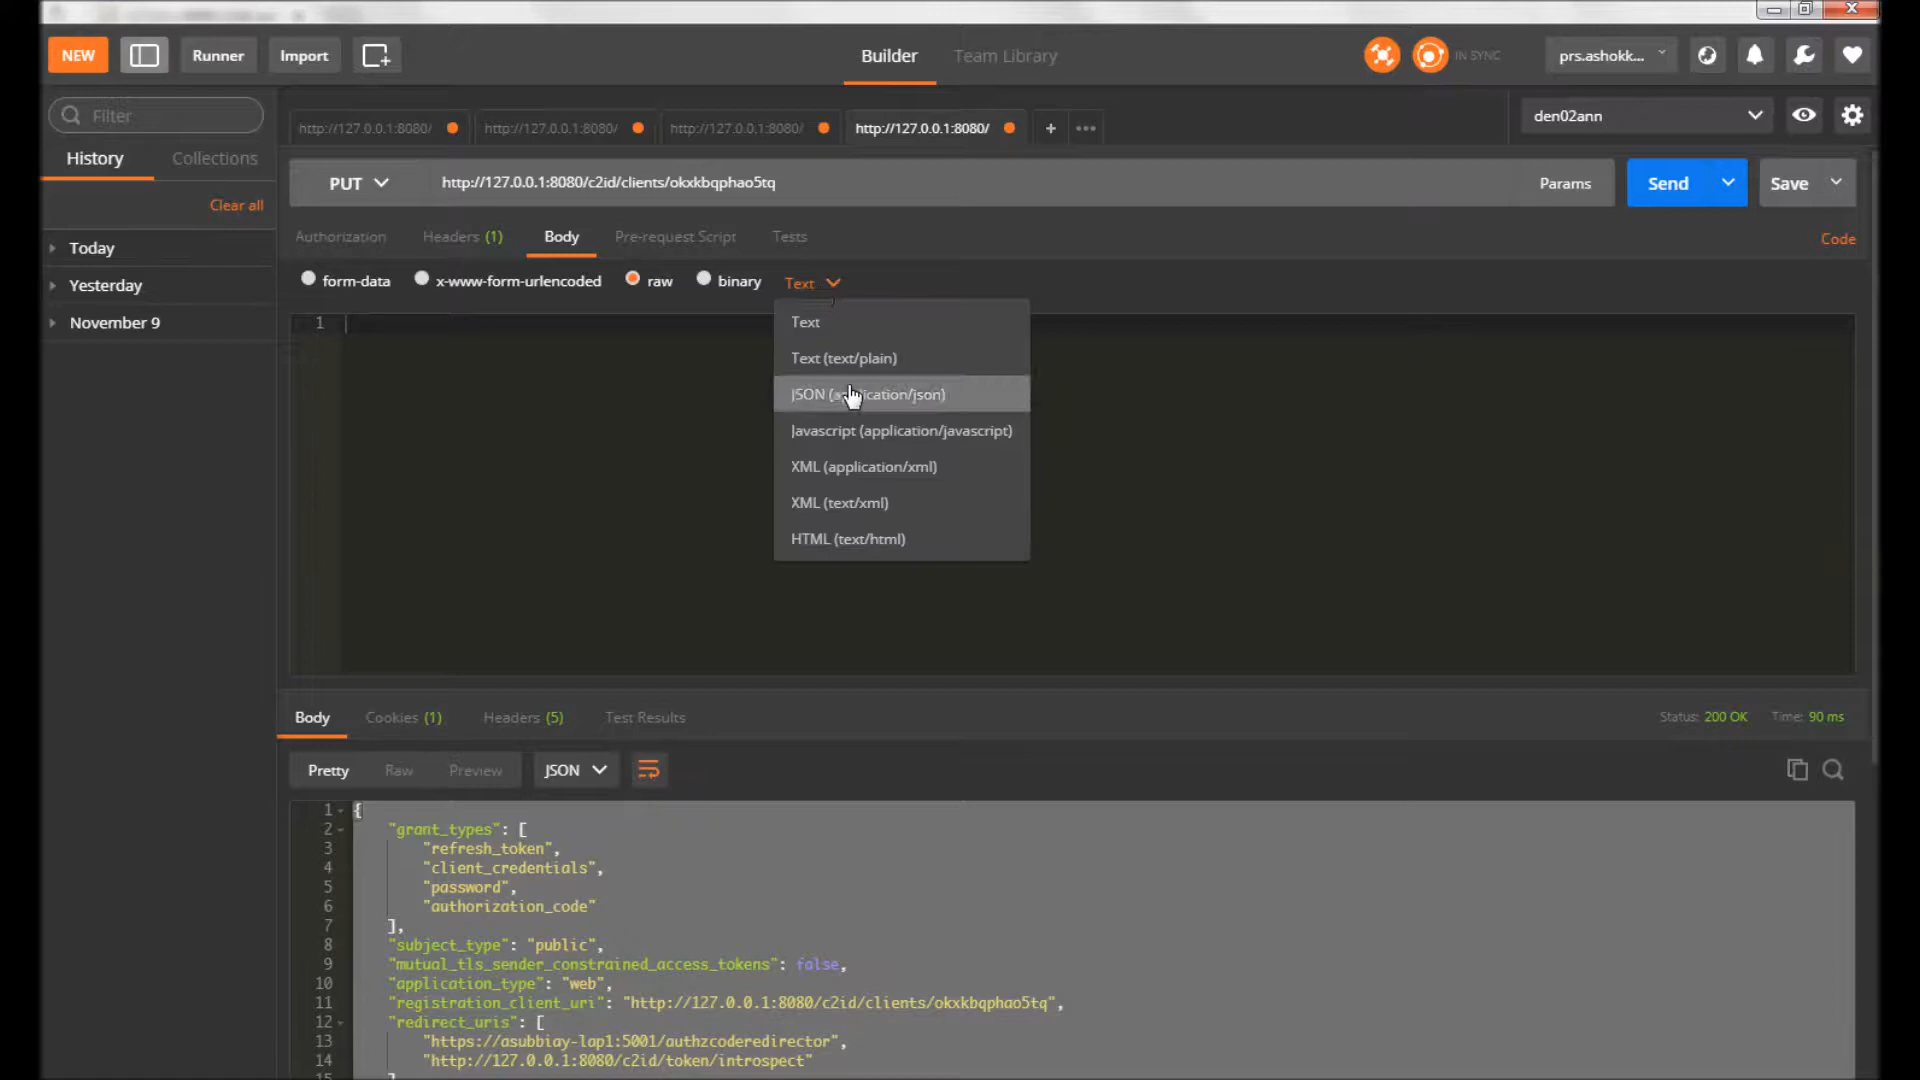 NEW
Runner
Import
Builder
Team Library
IN SYNC
prs.ashokk...
Filter
History
Collections
Clear all
Today
Yesterday
November 9
http://127.0.0.1:8080/
http://127.0.0.1:8080/
http://127.0.0.1:8080/
http://127.0.0.1:8080/
den02ann
PUT
http://127.0.0.1:8080/c2id/clients/okxkbqphao5tq
Params
Send
Save
Authorization
Headers (1)
Body
Pre-request Script
Tests
Code
form-data
x-www-form-urlencoded
raw
binary
Text
1
Text
Text (text/plain)
JSON (application/json)
Javascript (application/javascript)
XML (application/xml)
XML (text/xml)
HTML (text/html)
Body
Cookies (1)
Headers (5)
Test Results
Status: 200 OK
Time: 90 ms
Pretty
Raw
Preview
JSON
1 {
2 "grant_types": [
3 "refresh_token",
4 "client_credentials",
5 "password",
6 "authorization_code"
7 ],
8 "subject_type": "public",
9 "mutual_tls_sender_constrained_access_tokens": false,
10 "application_type": "web",
11 "registration_client_uri": "http://127.0.0.1:8080/c2id/clients/okxkbqphao5tq",
12 "redirect_uris": [
13 "https://asubbiay-lap1:5001/authzcoderedirector",
14 "http://127.0.0.1:8080/c2id/token/introspect"
15 ]